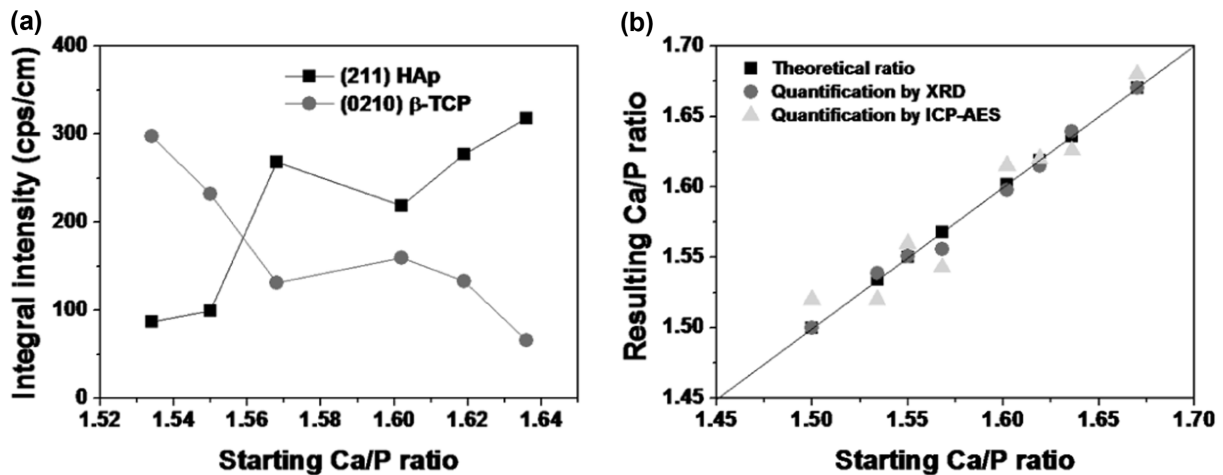 (a)
400
300
200
100
0
Integral intensity (cps/cm)
(211) HAp
(0210) β-TCP
1.52 1.54 1.56 1.58 1.60 1.62 1.64
Starting Ca/P ratio
(b)
1.70
1.65
1.60
1.55
1.50
1.45
Resulting Ca/P ratio
Theoretical ratio
Quantification by XRD
Quantification by ICP-AES
1.45 1.50 1.55 1.60 1.65 1.70
Starting Ca/P ratio